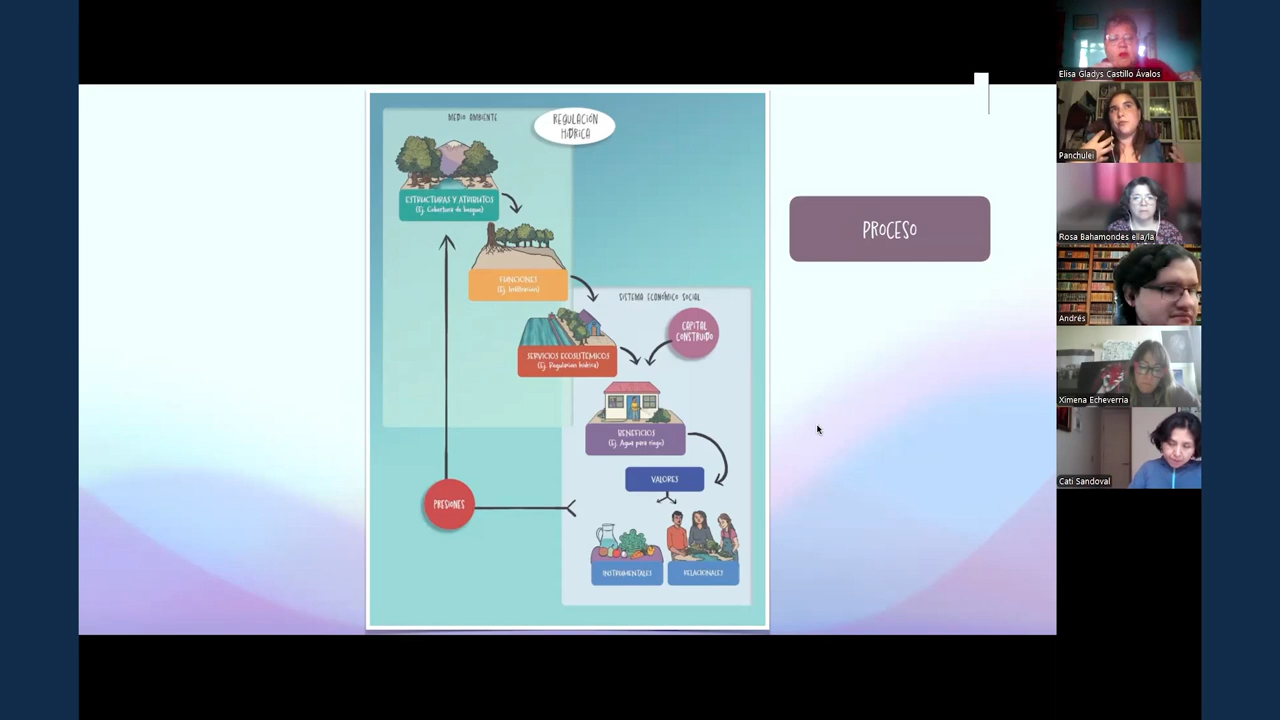 MEDIO AMBIENTE
REGULACIÓN
HÍDRICA
ESTRUCTURAS Y ATRIBUTOS
(Ej. Cobertura de bosque)
FUNCIONES
(Ej. Infiltración)
SISTEMA ECONÓMICO SOCIAL
CAPITAL
CONSTRUIDO
SERVICIOS ECOSISTÉMICOS
(Ej. Regulación hídrica)
BENEFICIOS
(Ej. Agua para riego)
VALORES
PRESIONES
INSTRUMENTALES
RELACIONALES
PROCESO
Elisa Gladys Castillo Ávalos
Panchulei
Rosa Bahamondes ella/la
Andrés
Ximena Echeverría
Cati Sandoval